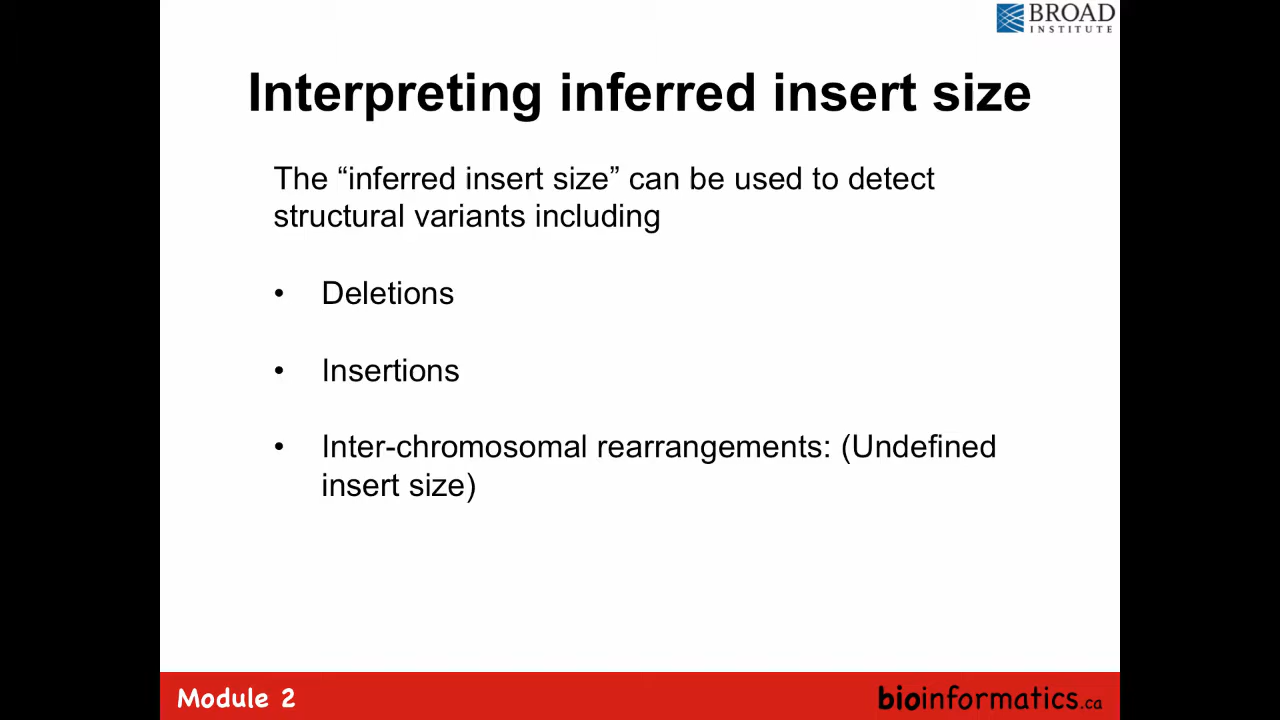 BROAD
INSTITUTE
Interpreting inferred insert size
The “inferred insert size” can be used to detect
structural variants including
• Deletions
• Insertions
• Inter-chromosomal rearrangements: (Undefined
insert size)
Module 2
bioinformatics.ca